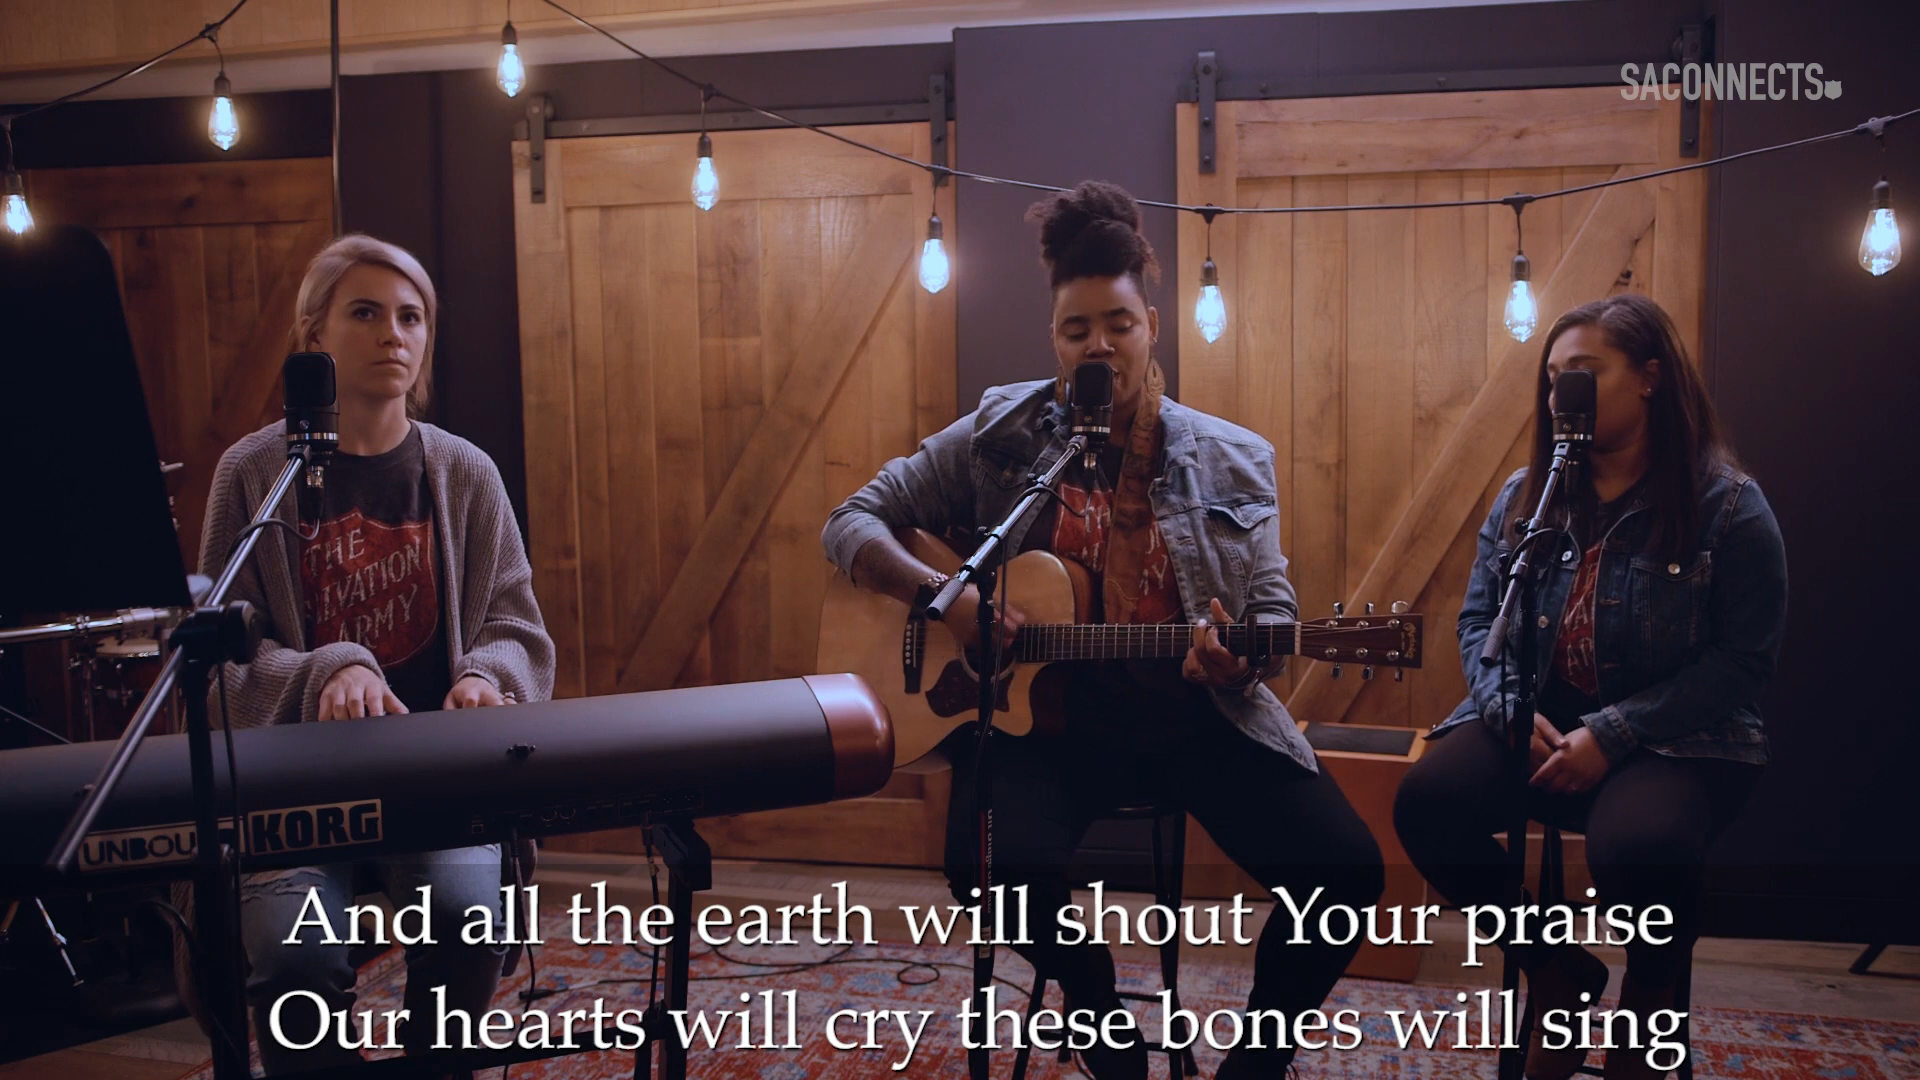 SACONNECTS
THE
SALVATION
ARMY
UNBOU
KORG
And all the earth will shout Your praise
Our hearts will cry these bones will sing